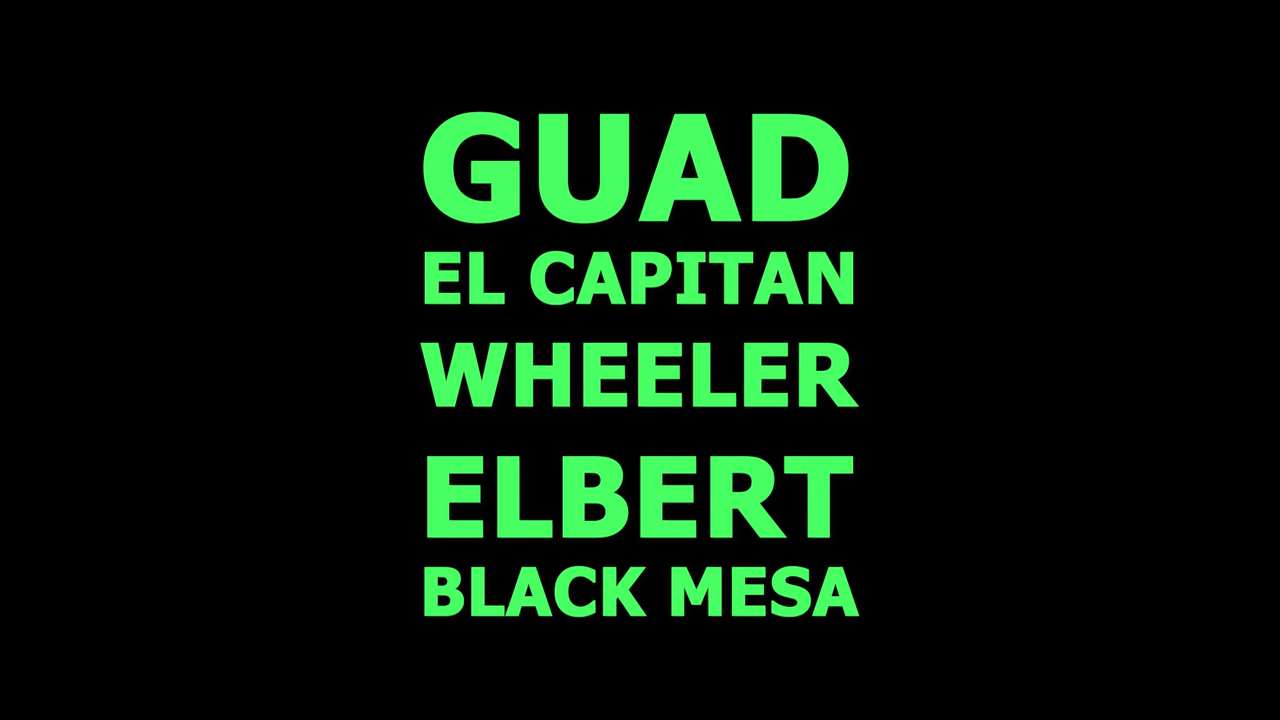 GUAD
EL CAPITAN
WHEELER
ELBERT
BLACK MESA